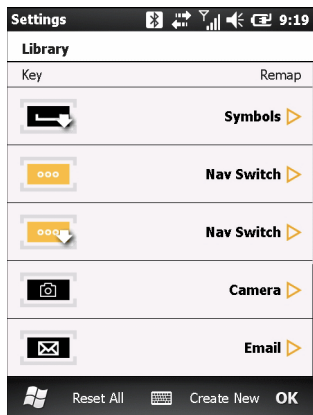 Settings 9:19
Library
Key Remap
Symbols
Nav Switch
Nav Switch
Camera
Email
Reset All Create New OK